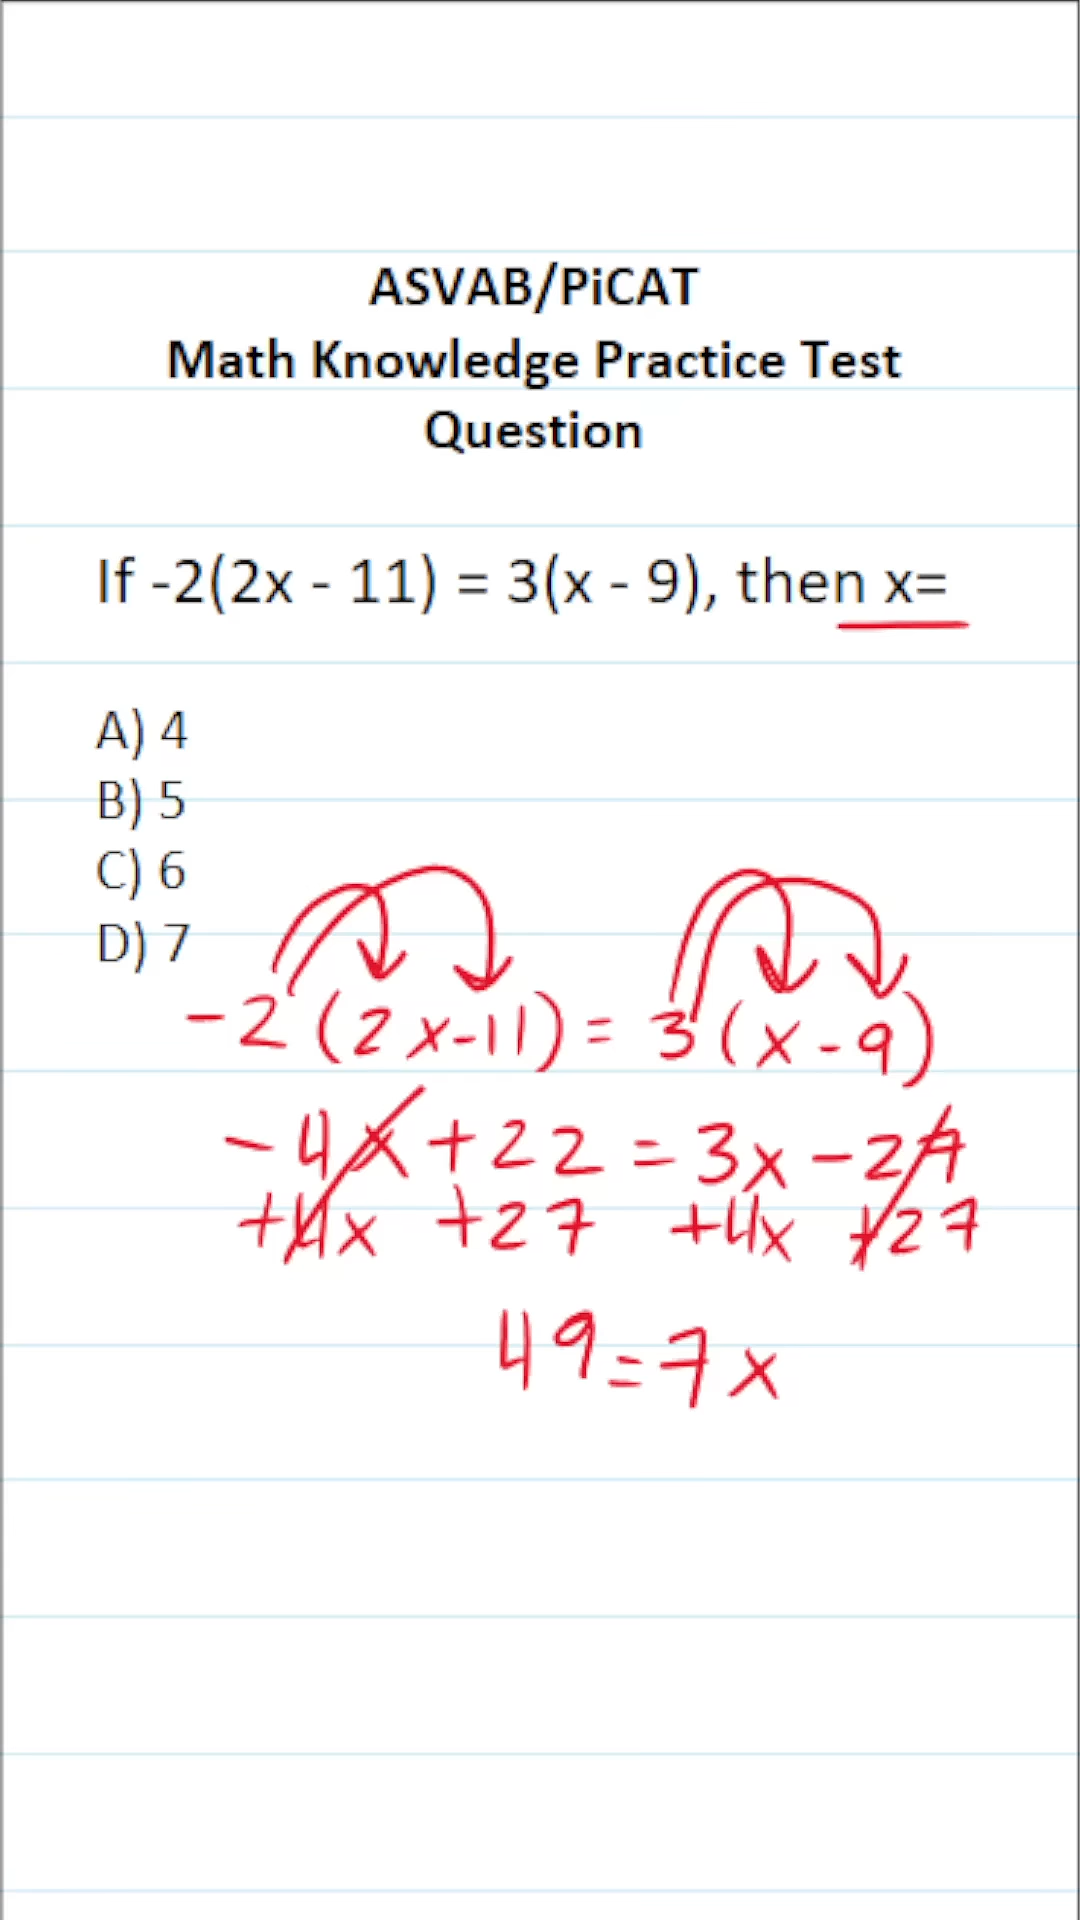 ASVAB/PiCAT
Math Knowledge Practice Test
Question
If -2(2x - 11) = 3(x - 9), then x=
A) 4
B) 5
C) 6
D) 7
-2(2x-11)=3(x-9)
-4x+22=3x-27
+4x +27 +4x +27
49=7x